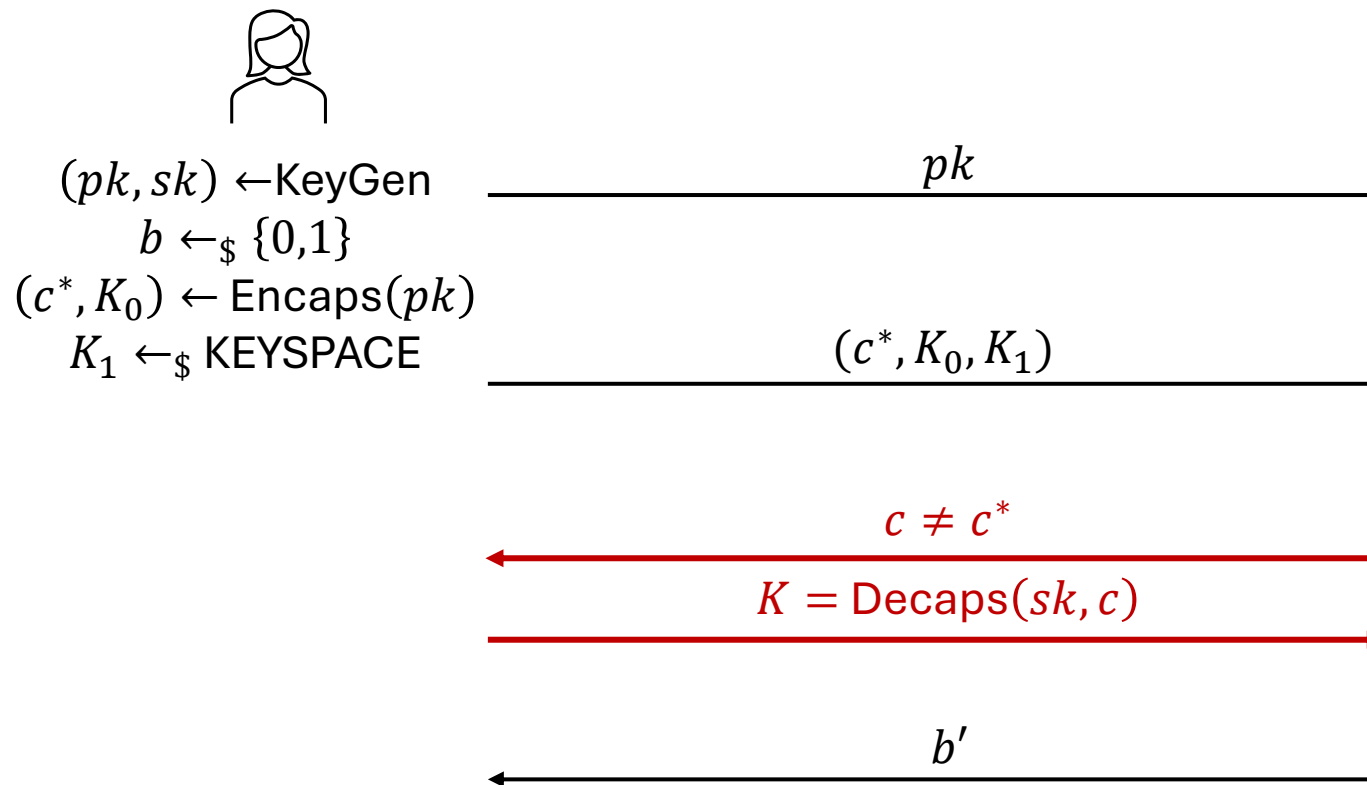 (pk, sk) ←KeyGen
pk
b ←$ {0,1}
(c*, K₀) ← Encaps(pk)
K₁ ←$ KEYSPACE
(c*, K₀, K₁)
c ≠ c*
K = Decaps(sk, c)
b′